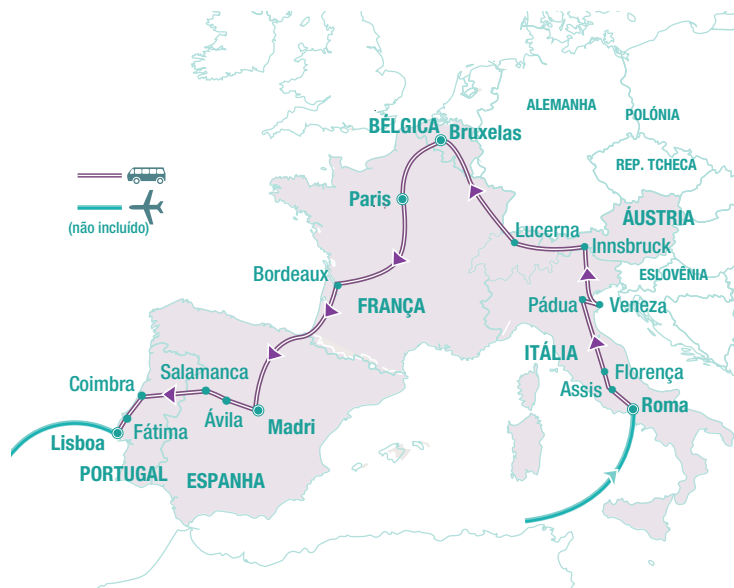 ALEMANHA
POLÓNIA
BÉLGICA
Bruxelas
REP. TCHECA
(não incluído)
Paris
ÁUSTRIA
Lucerna
Innsbruck
Bordeaux
ESLOVÊNIA
FRANÇA
Pádua
Veneza
ITÁLIA
Salamanca
Florença
Coimbra
Assis
Roma
Ávila
Madri
Fátima
Lisboa
PORTUGAL
ESPANHA